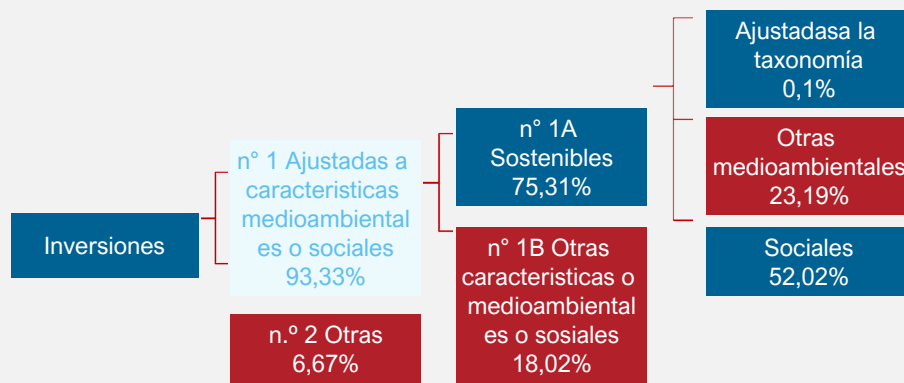 Inversiones
n° 1 Ajustadas a
caracteristicas
medioambiental
es o sociales
93,33%
n.º 2 Otras
6,67%
n° 1A
Sostenibles
75,31%
n° 1B Otras
caracteristicas o
medioambiental
es o sosiales
18,02%
Ajustadasa la
taxonomía
0,1%
Otras
medioambientales
23,19%
Sociales
52,02%